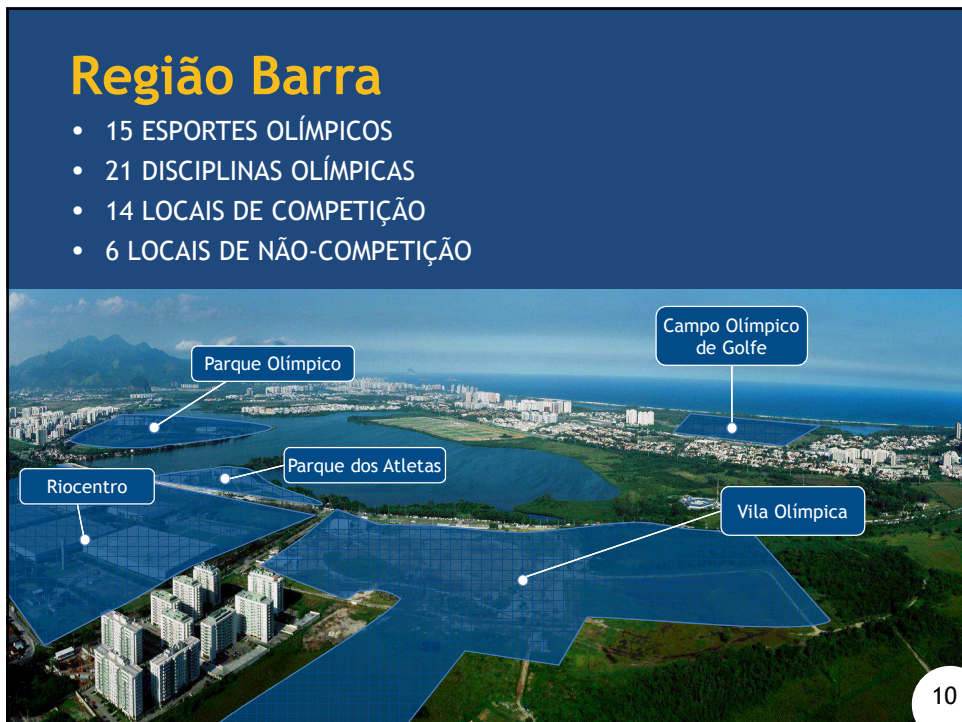 Região Barra
• 15 ESPORTES OLÍMPICOS
• 21 DISCIPLINAS OLÍMPICAS
• 14 LOCAIS DE COMPETIÇÃO
• 6 LOCAIS DE NÃO-COMPETIÇÃO
Campo Olímpico
de Golfe
Parque Olímpico
Parque dos Atletas
Riocentro
Vila Olímpica
10